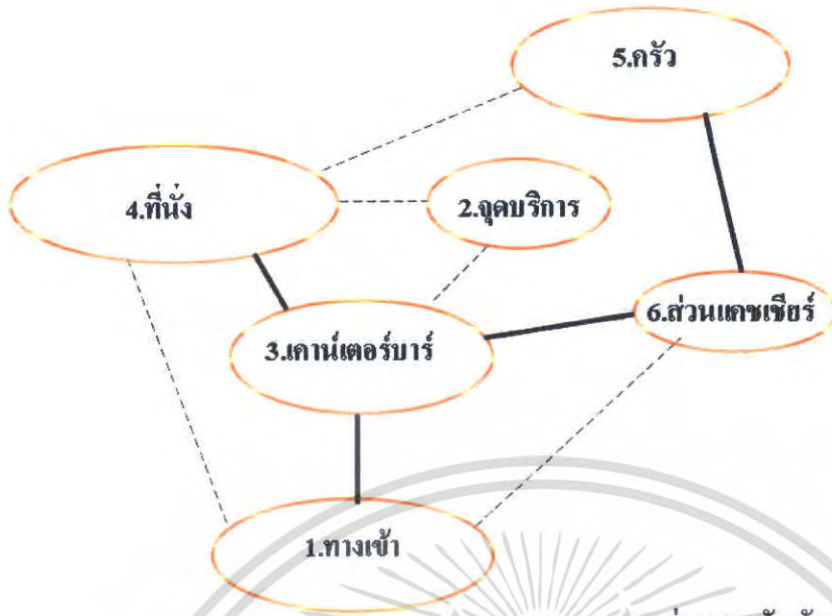 5.ครัว
4.ที่นั่ง
2.จุดบริการ
6.ส่วนแคชเชียร์
3.เคาน์เตอร์บาร์
1.ทางเข้า